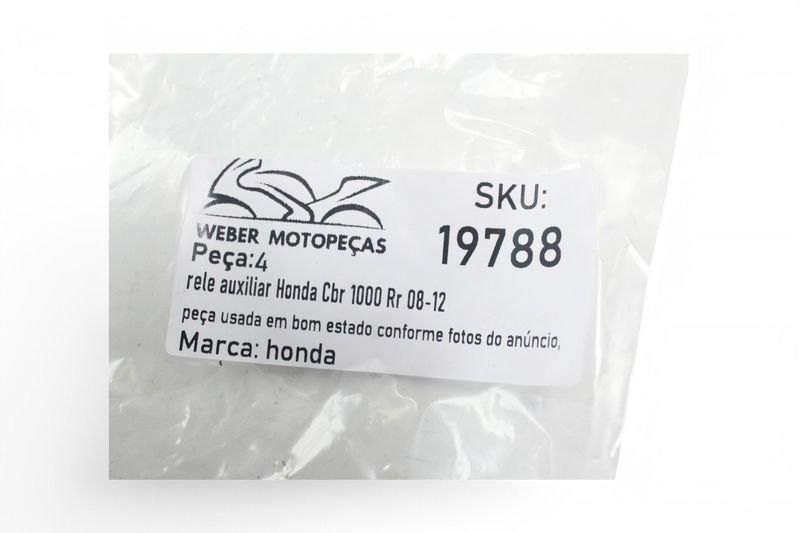 WEBER MOTOPEÇAS
SKU:
19788
Peça:4
rele auxiliar Honda Cbr 1000 Rr 08-12
peça usada em bom estado conforme fotos do anúncio,
Marca: honda